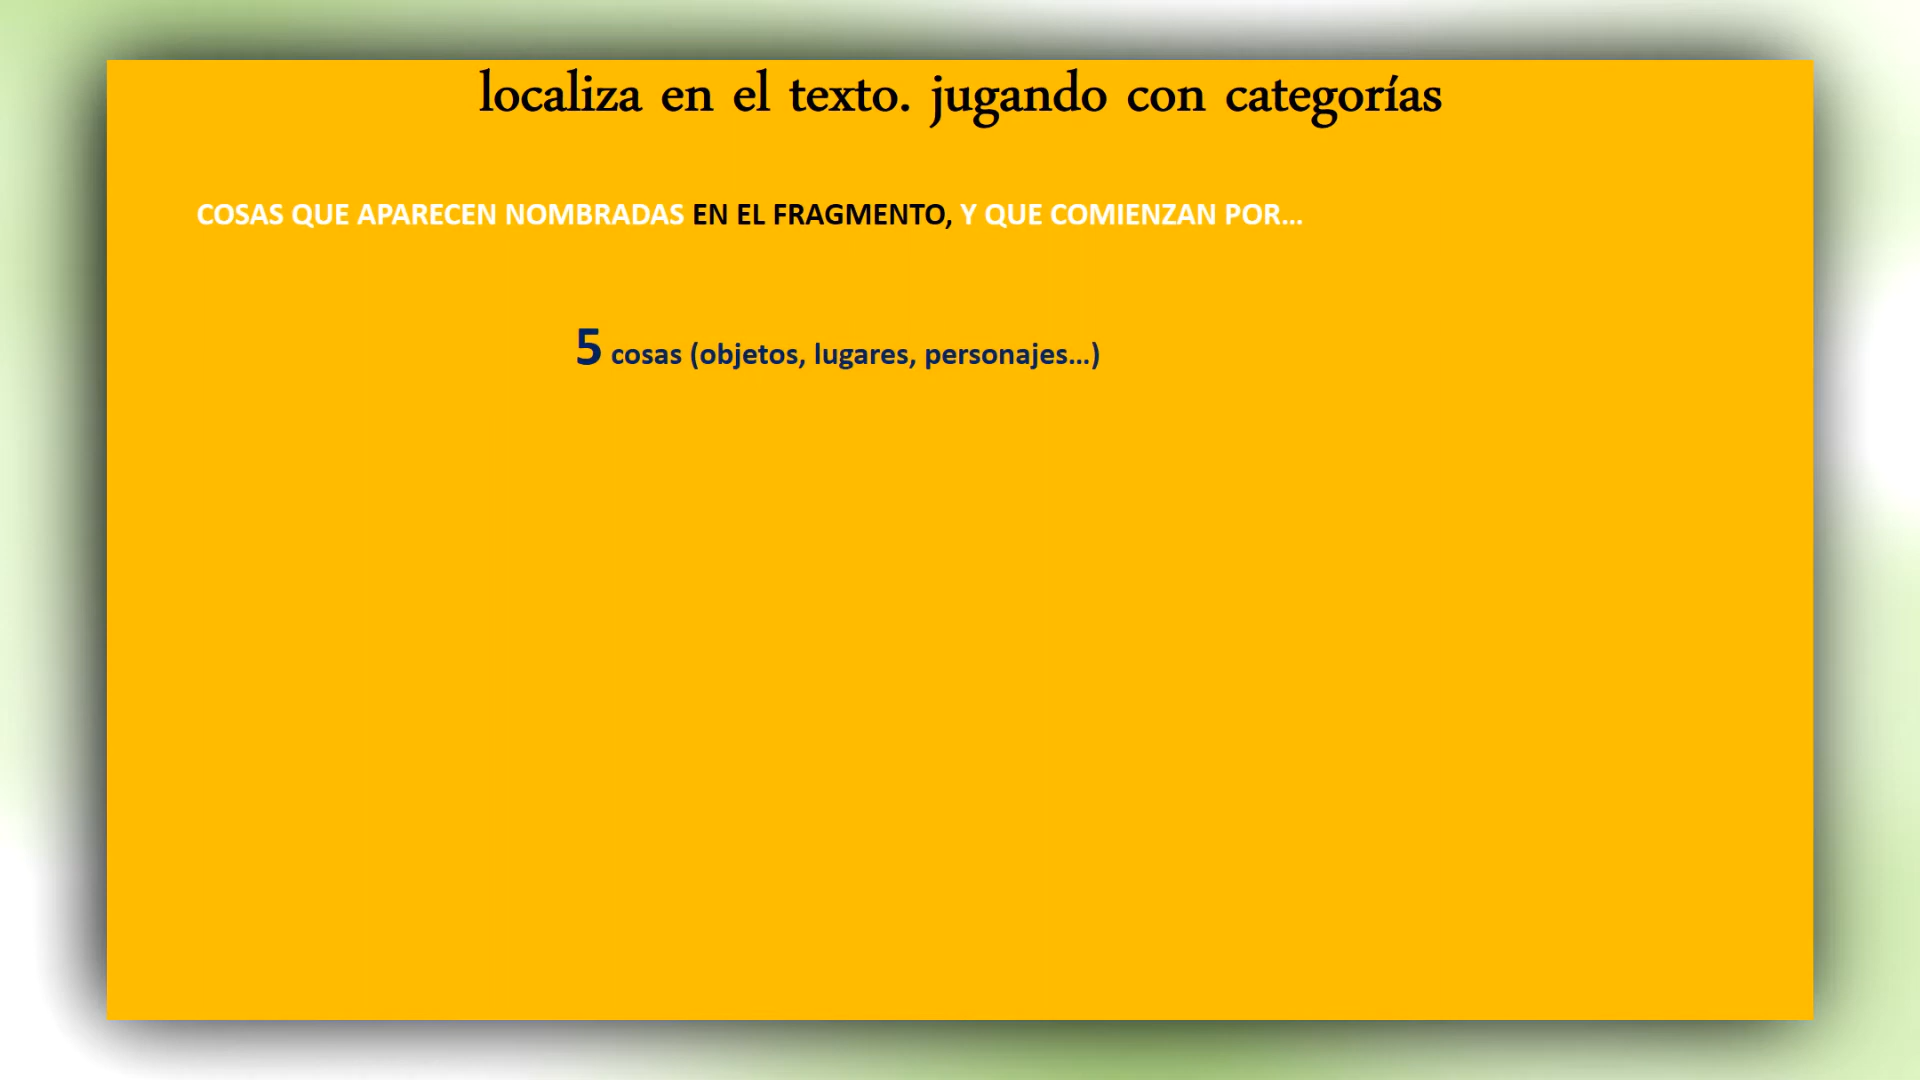 localiza en el texto. jugando con categorías
COSAS QUE APARECEN NOMBRADAS EN EL FRAGMENTO, Y QUE COMIENZAN POR...
5 cosas (objetos, lugares, personajes...)